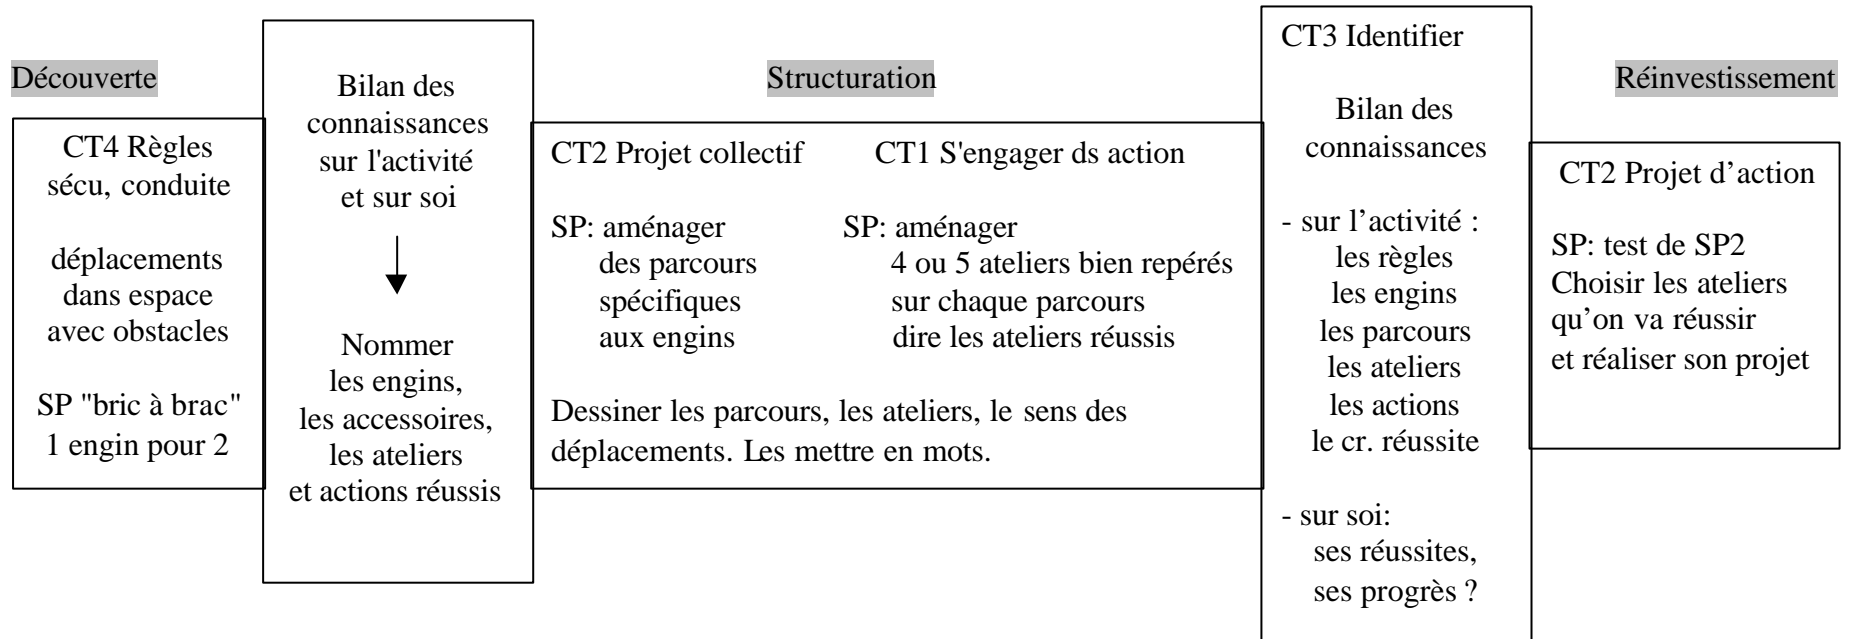 Découverte
CT4 Règles
sécu, conduite
déplacements
dans espace
avec obstacles
SP "bric à brac"
1 engin pour 2
Bilan des
connaissances
sur l'activité
et sur soi
Nommer
les engins,
les accessoires,
les ateliers
et actions réussis
Structuration
CT2 Projet collectif
SP: aménager
des parcours
spécifiques
aux engins
CT1 S'engager ds action
SP: aménager
4 ou 5 ateliers bien repérés
sur chaque parcours
dire les ateliers réussis
Dessiner les parcours, les ateliers, le sens des
déplacements. Les mettre en mots.
CT3 Identifier
Bilan des
connaissances
- sur l’activité :
les règles
les engins
les parcours
les ateliers
les actions
le cr. réussite
- sur soi:
ses réussites,
ses progrès ?
Réinvestissement
CT2 Projet d’action
SP: test de SP2
Choisir les ateliers
qu’on va réussir
et réaliser son projet